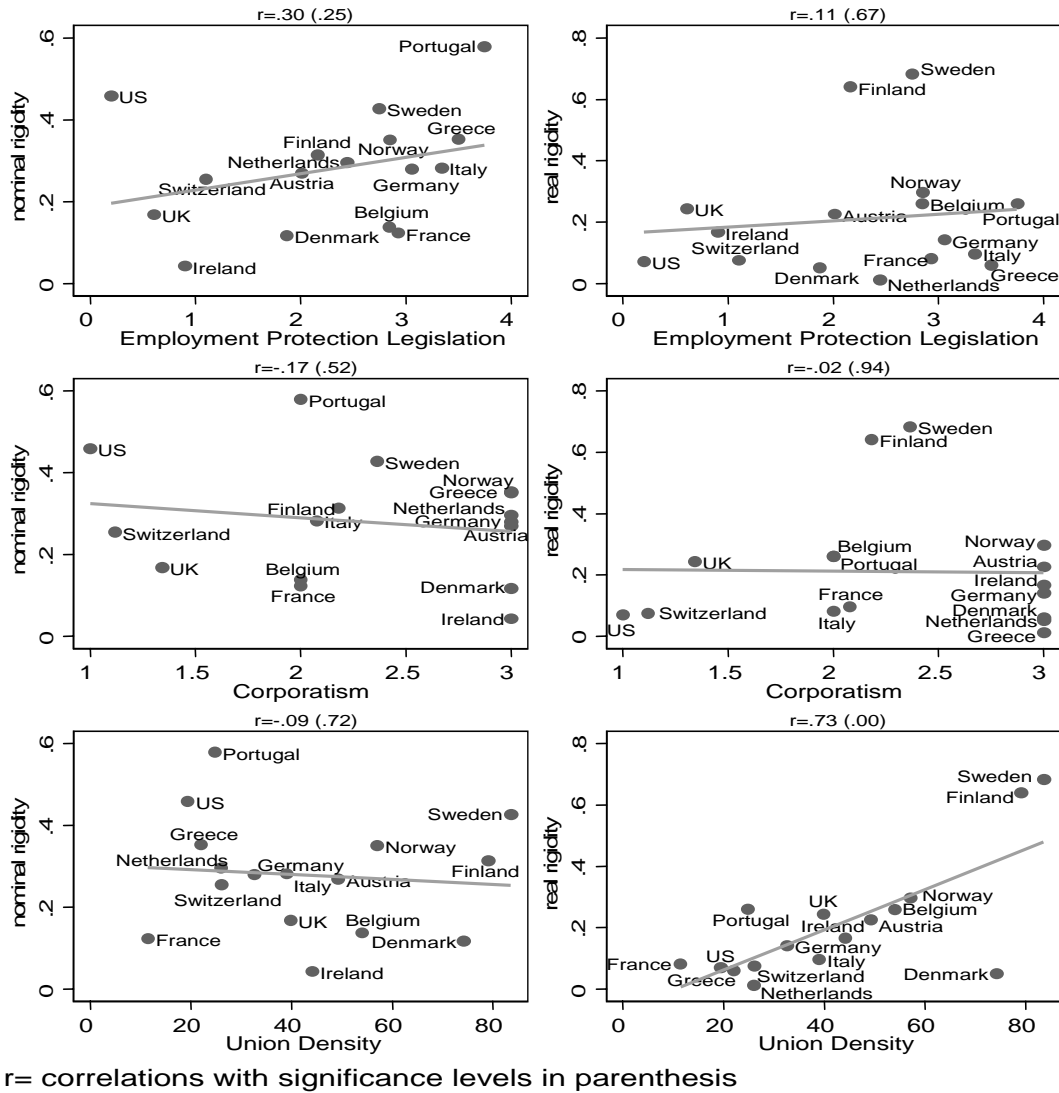 r=.30 (.25)
nominal rigidity
.6
.4
.2
0
Portugal
US
Sweden
Greece
Finland
Norway
Netherlands
Italy
Switzerland
Austria
Germany
UK
Belgium
Denmark
France
Ireland
0 1 2 3 4
Employment Protection Legislation
r=.11 (.67)
real rigidity
.8
.6
.4
.2
0
Sweden
Finland
Norway
UK
Belgium
Austria
Portugal
Ireland
Switzerland
Germany
US
France
Italy
Denmark
Greece
Netherlands
0 1 2 3 4
Employment Protection Legislation
r=-.17 (.52)
nominal rigidity
.6
.4
.2
0
Portugal
US
Sweden
Norway
Greece
Finland
Netherlands
Italy
Germany
Switzerland
Austria
UK
Belgium
France
Denmark
Ireland
1 1.5 2 2.5 3
Corporatism
r=-.02 (.94)
real rigidity
.8
.6
.4
.2
0
Sweden
Finland
Norway
Belgium
UK
Portugal
Austria
Ireland
France
Germany
Switzerland
Denmark
US
Italy
Netherlands
Greece
1 1.5 2 2.5 3
Corporatism
r=-.09 (.72)
nominal rigidity
.6
.4
.2
0
Portugal
US
Sweden
Greece
Norway
Netherlands
Germany
Finland
Switzerland
Italy
Austria
UK
Belgium
France
Denmark
Ireland
0 20 40 60 80
Union Density
r=.73 (.00)
real rigidity
.8
.6
.4
.2
0
Sweden
Finland
UK
Norway
Portugal
Belgium
Ireland
Austria
US
Germany
France
Italy
Greece
Switzerland
Denmark
Netherlands
0 20 40 60 80
Union Density
r= correlations with significance levels in parenthesis